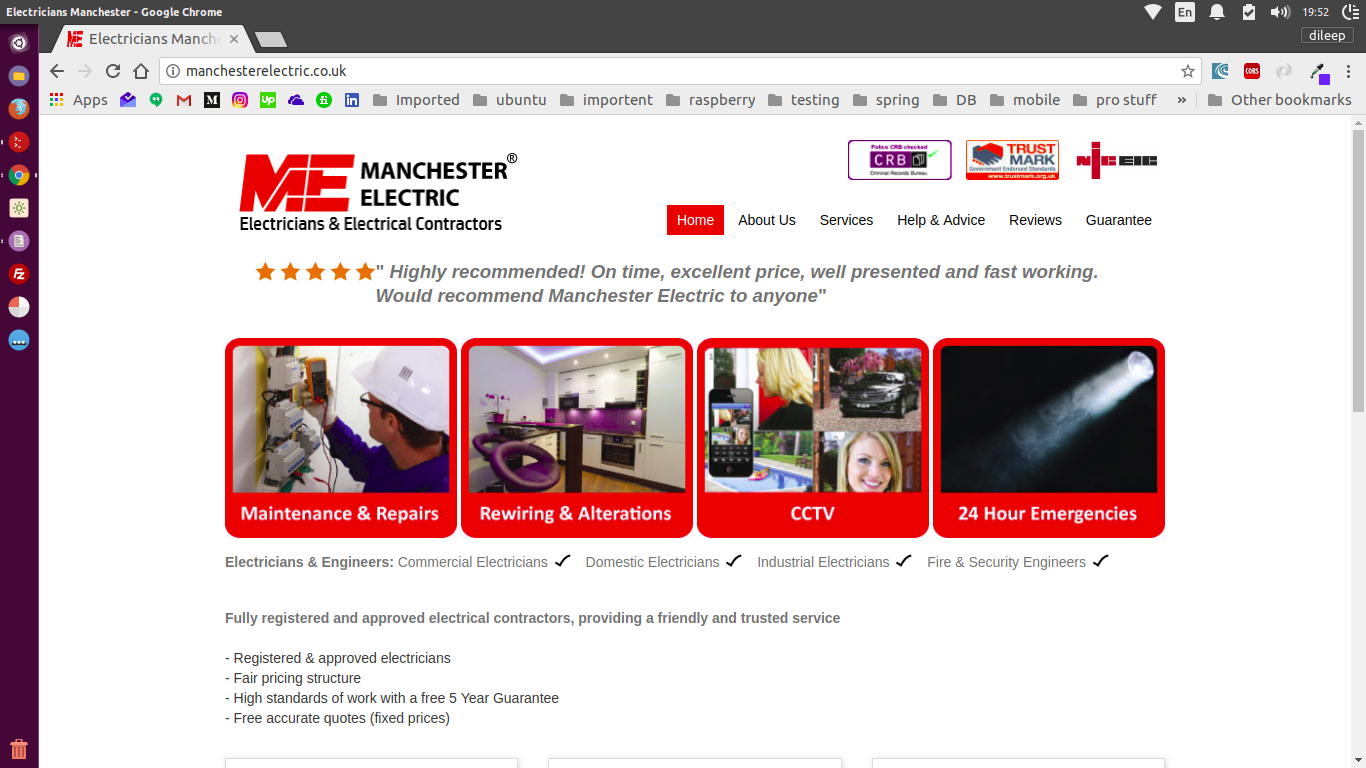 Electricians Manchester - Google Chrome
En
19:52
Electricians Manch
dileep
manchesterelectric.co.uk
CORS
Apps
M
Up
fi
in
Imported
ubuntu
importent
raspberry
testing
spring
DB
mobile
pro stuff
»
Other bookmarks
ME MANCHESTER®
ELECTRIC
Electricians & Electrical Contractors
Police CRB checked
CRB
Criminal Records Bureau
TRUST
MARK
Government Endorsed Standards
www.trustmark.org.uk
NICEIC
Home
About Us
Services
Help & Advice
Reviews
Guarantee
" Highly recommended! On time, excellent price, well presented and fast working.
Would recommend Manchester Electric to anyone"
Maintenance & Repairs
Rewiring & Alterations
CCTV
24 Hour Emergencies
Electricians & Engineers: Commercial Electricians ✓ Domestic Electricians ✓ Industrial Electricians ✓ Fire & Security Engineers ✓
Fully registered and approved electrical contractors, providing a friendly and trusted service
- Registered & approved electricians
- Fair pricing structure
- High standards of work with a free 5 Year Guarantee
- Free accurate quotes (fixed prices)